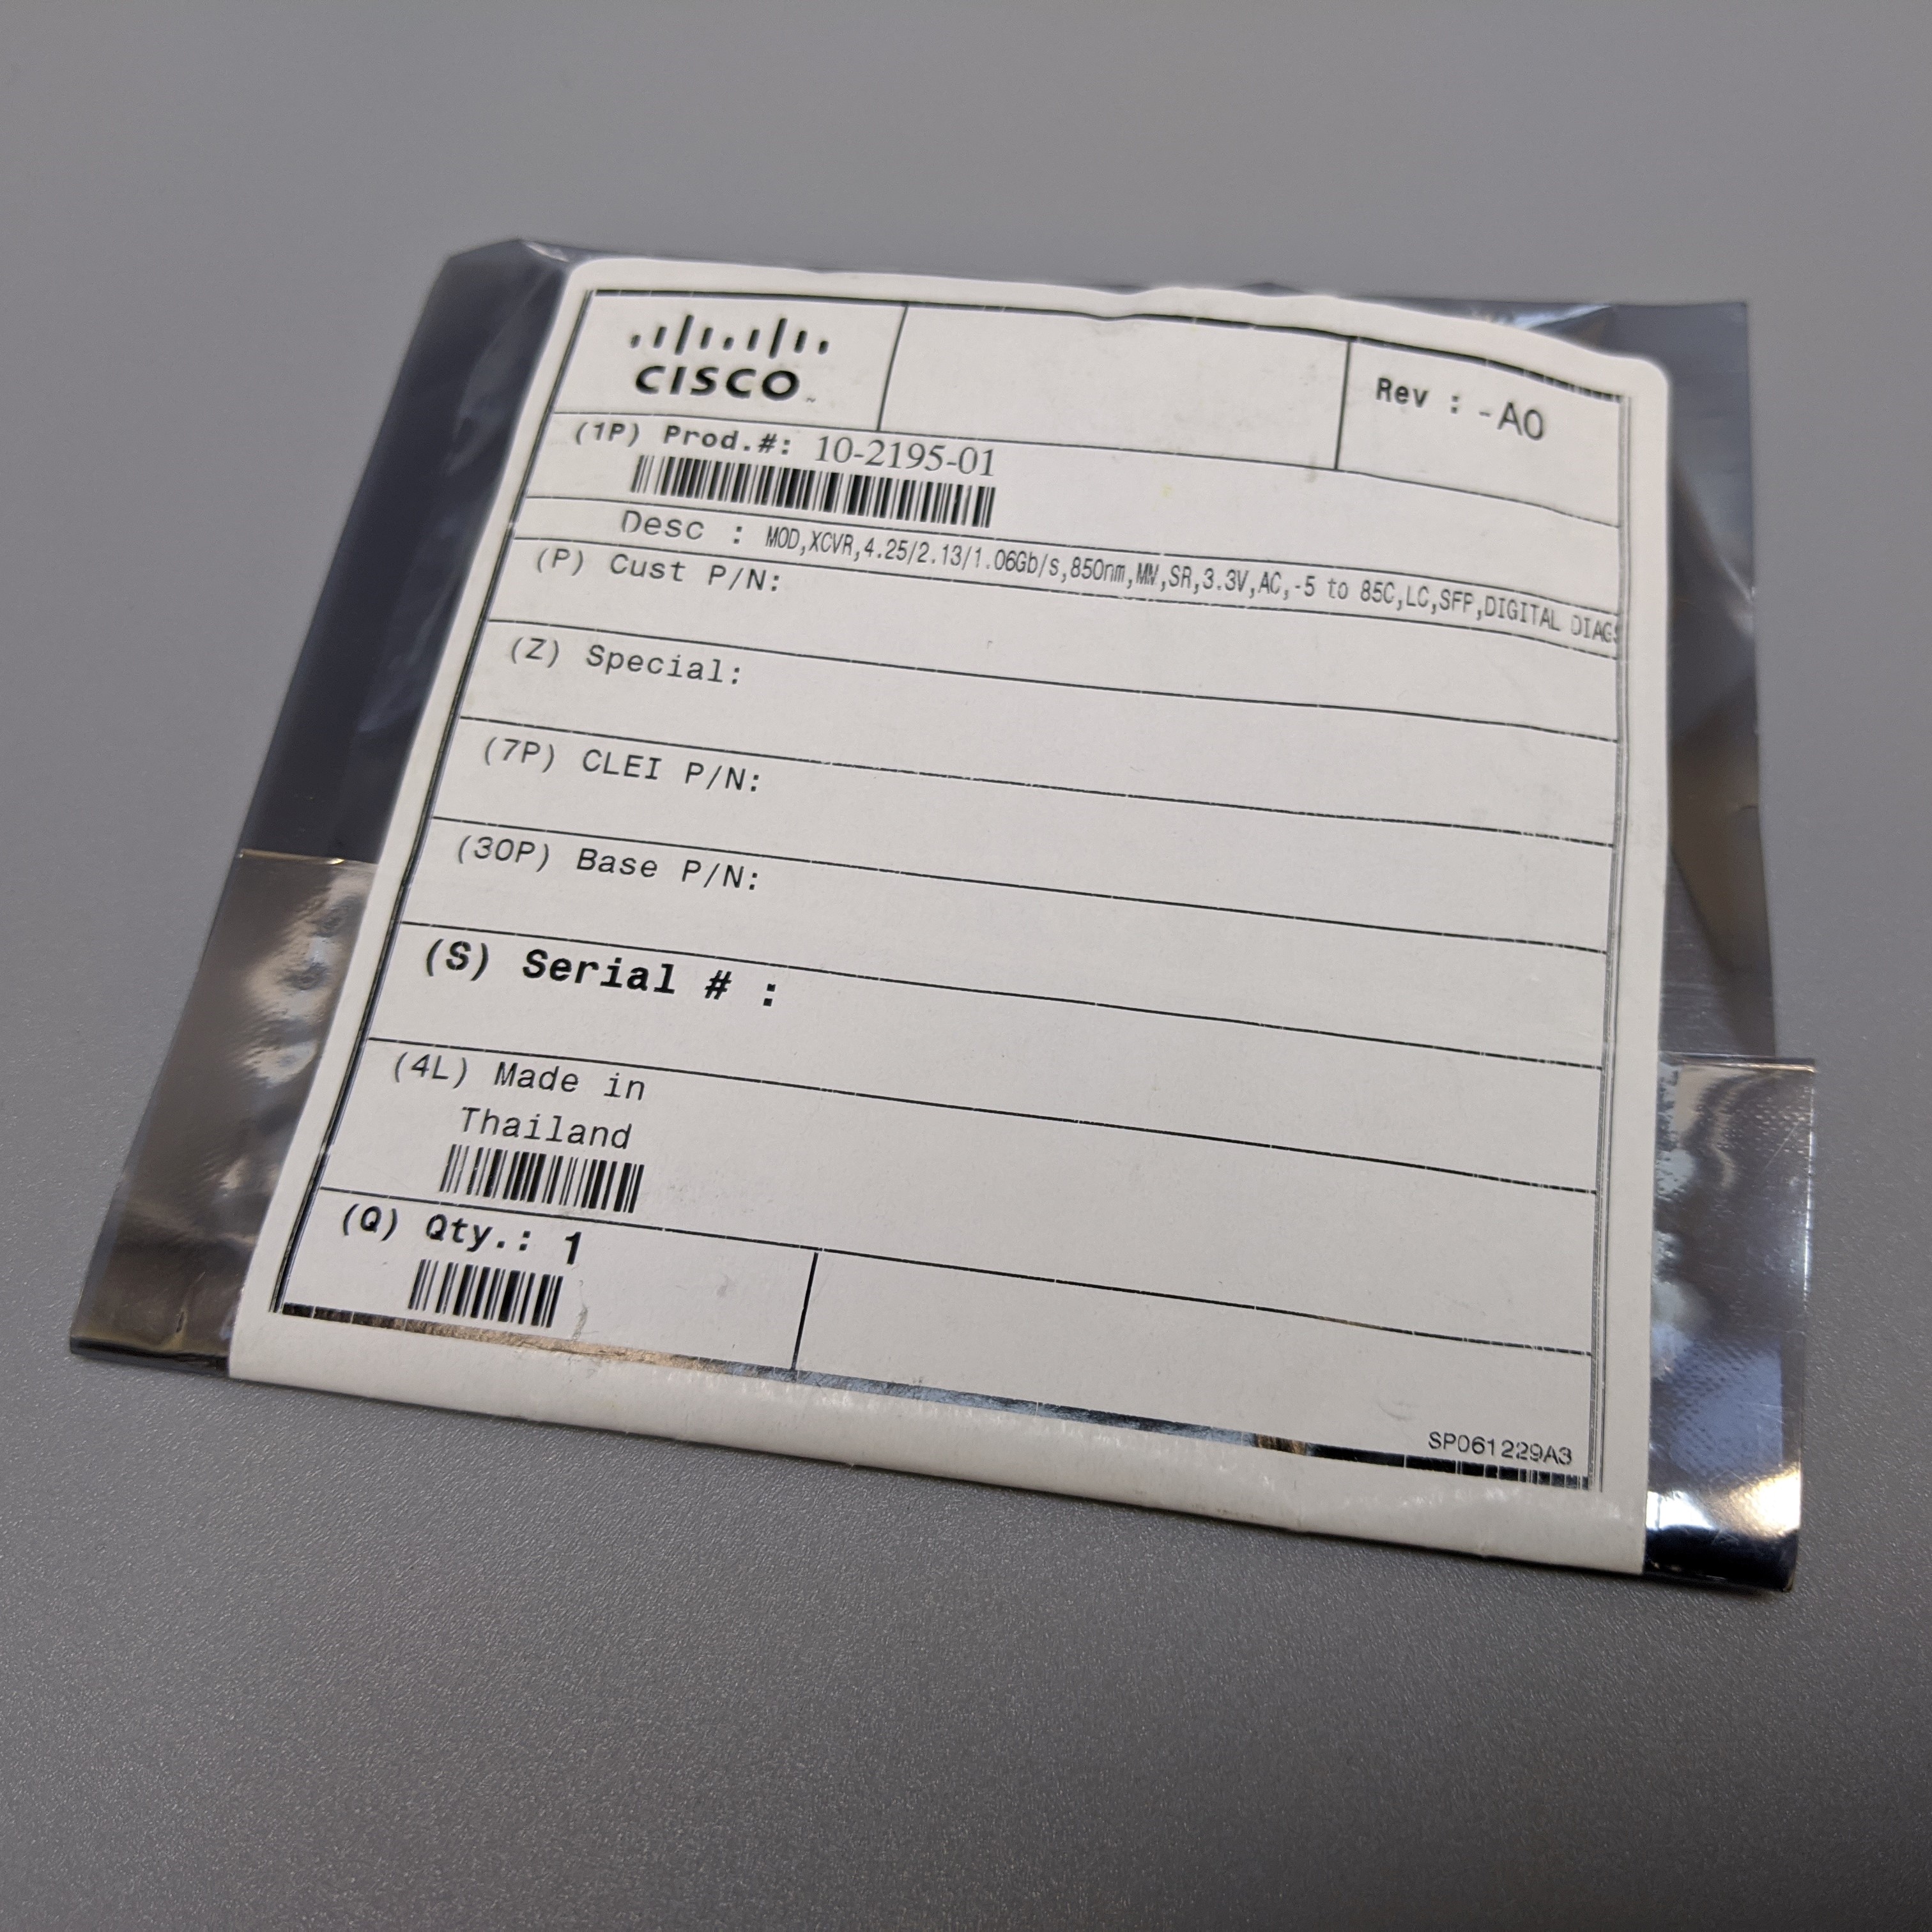 CISCO™
Rev : -A0
(1P) Prod.#: 10-2195-01
Desc : MOD,XCVR,4.25/2.13/1.06Gb/s,850nm,MM,SR,3.3V,AC,-5 to 85C,LC,SFP,DIGITAL DIAGS
(P) Cust P/N:
(Z) Special:
(7P) CLEI P/N:
(30P) Base P/N:
(S) Serial # :
(4L) Made in
Thailand
(Q) Qty.: 1
SP061229A3